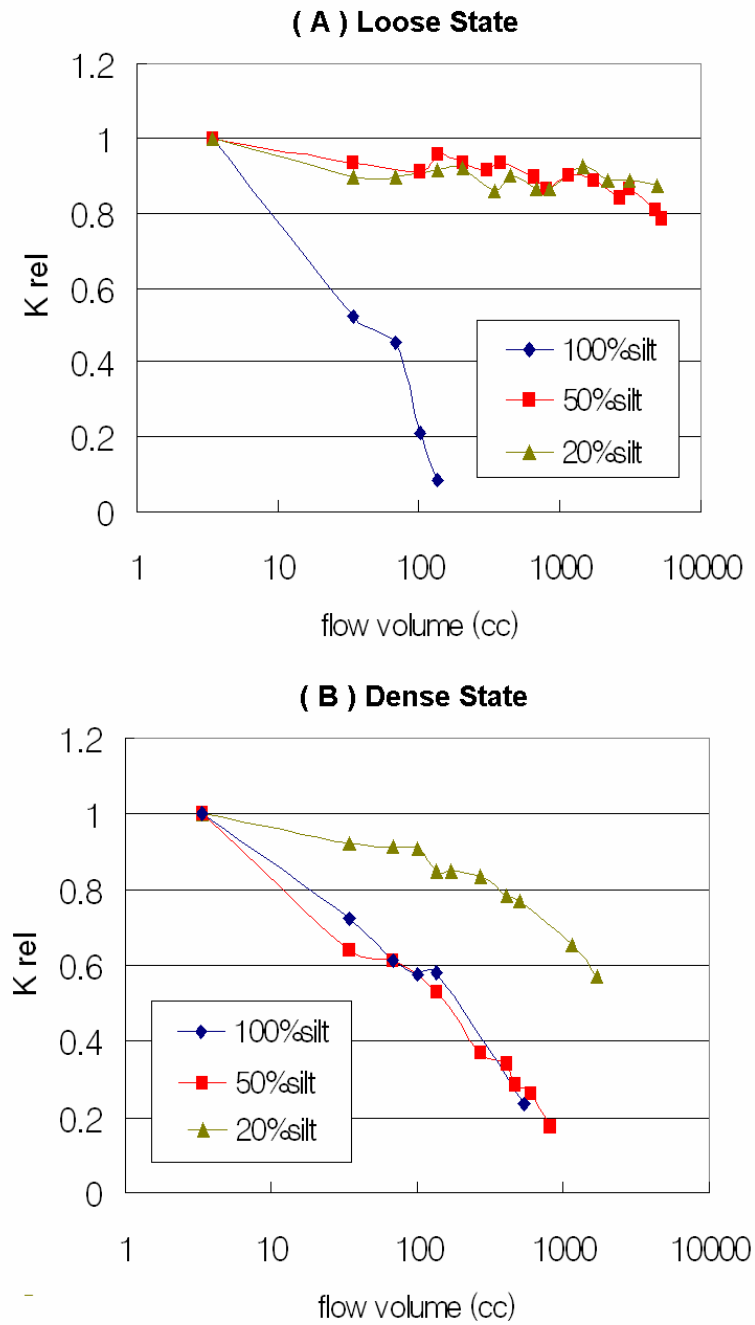 ( A ) Loose State
1.2
1
0.8
0.6
0.4
0.2
0
K rel
100%silt
50%silt
20%silt
1 10 100 1000 10000
flow volume (cc)
( B ) Dense State
1.2
1
0.8
0.6
0.4
0.2
0
K rel
100%silt
50%silt
20%silt
1 10 100 1000 10000
flow volume (cc)